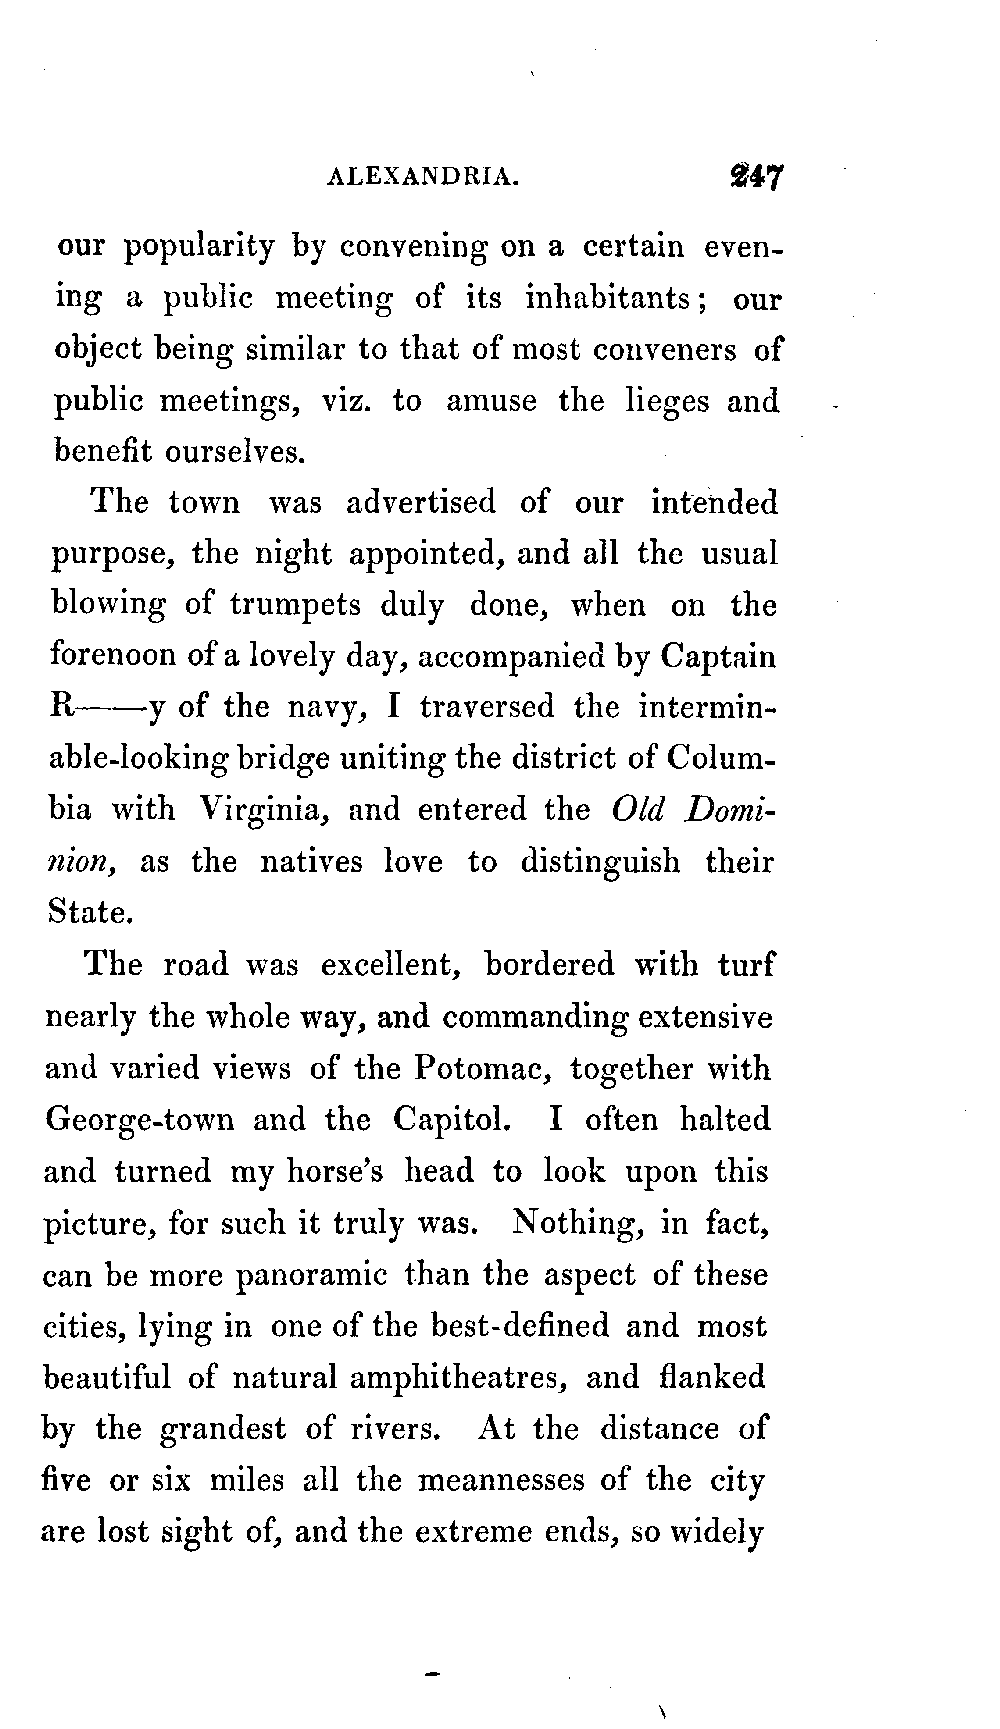 ALEXANDRIA. 247
our popularity by convening on a certain even-
ing a public meeting of its inhabitants; our
object being similar to that of most conveners of
public meetings, viz. to amuse the lieges and
benefit ourselves.
The town was advertised of our intended
purpose, the night appointed, and all the usual
blowing of trumpets duly done, when on the
forenoon of a lovely day, accompanied by Captain
R——y of the navy, I traversed the intermin-
able-looking bridge uniting the district of Colum-
bia with Virginia, and entered the Old Domi-
nion, as the natives love to distinguish their
State.
The road was excellent, bordered with turf
nearly the whole way, and commanding extensive
and varied views of the Potomac, together with
George-town and the Capitol. I often halted
and turned my horse's head to look upon this
picture, for such it truly was. Nothing, in fact,
can be more panoramic than the aspect of these
cities, lying in one of the best-defined and most
beautiful of natural amphitheatres, and flanked
by the grandest of rivers. At the distance of
five or six miles all the meannesses of the city
are lost sight of, and the extreme ends, so widely